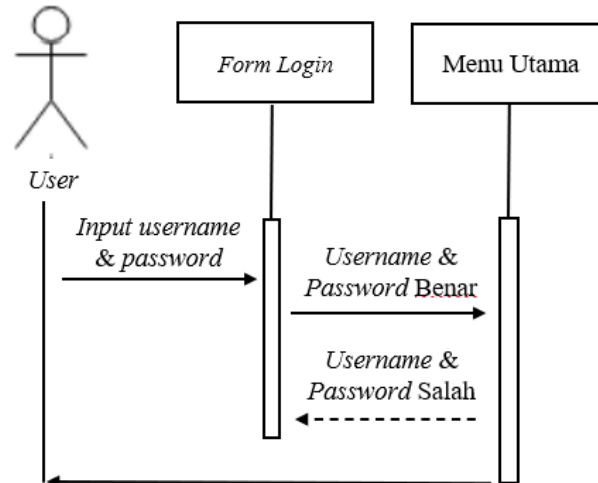 Form Login
Menu Utama
User
Input username
& password
Username &
Password Benar
Username &
Password Salah